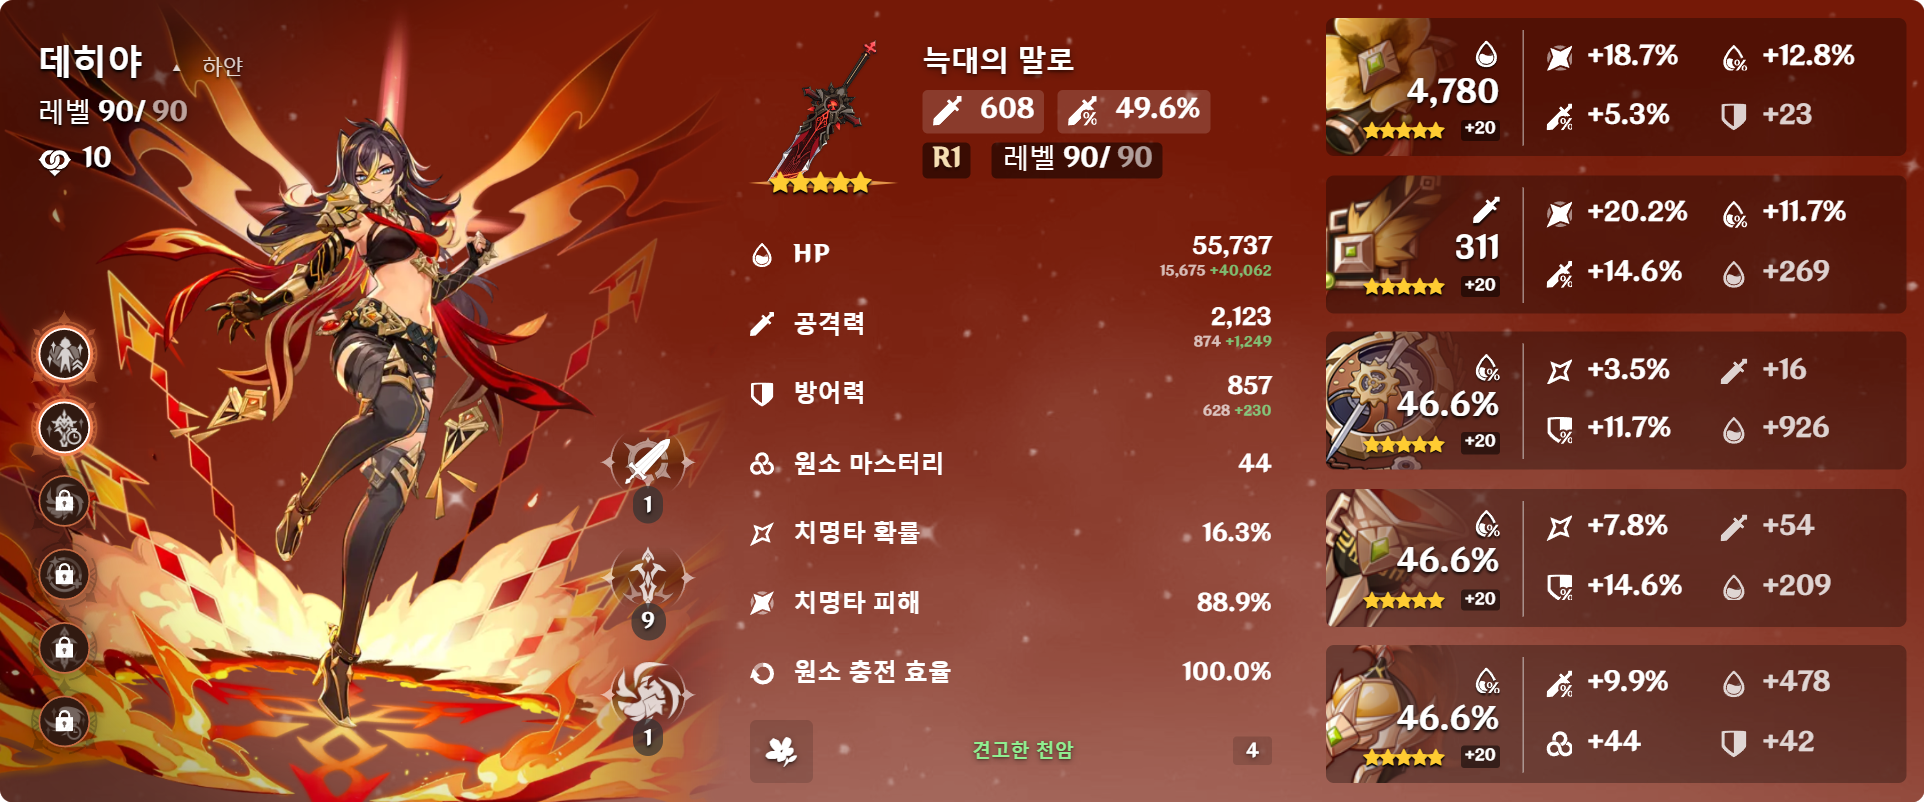 데히야 ▲ 하얀
레벨 90/ 90
10
1
9
1
늑대의 말로
608 49.6%
R1 레벨 90/ 90
HP 55,737
15,675 +40,062
공격력 2,123
874 +1,249
방어력 857
628 +230
원소 마스터리 44
치명타 확률 16.3%
치명타 피해 88.9%
원소 충전 효율 100.0%
견고한 천암 4
+18.7% +12.8%
4,780
+5.3% +23
+20
+20.2% +11.7%
311
+14.6% +269
+20
+3.5% +16
46.6%
+11.7% +926
+20
+7.8% +54
46.6%
+14.6% +209
+20
+9.9% +478
46.6%
+44 +42
+20